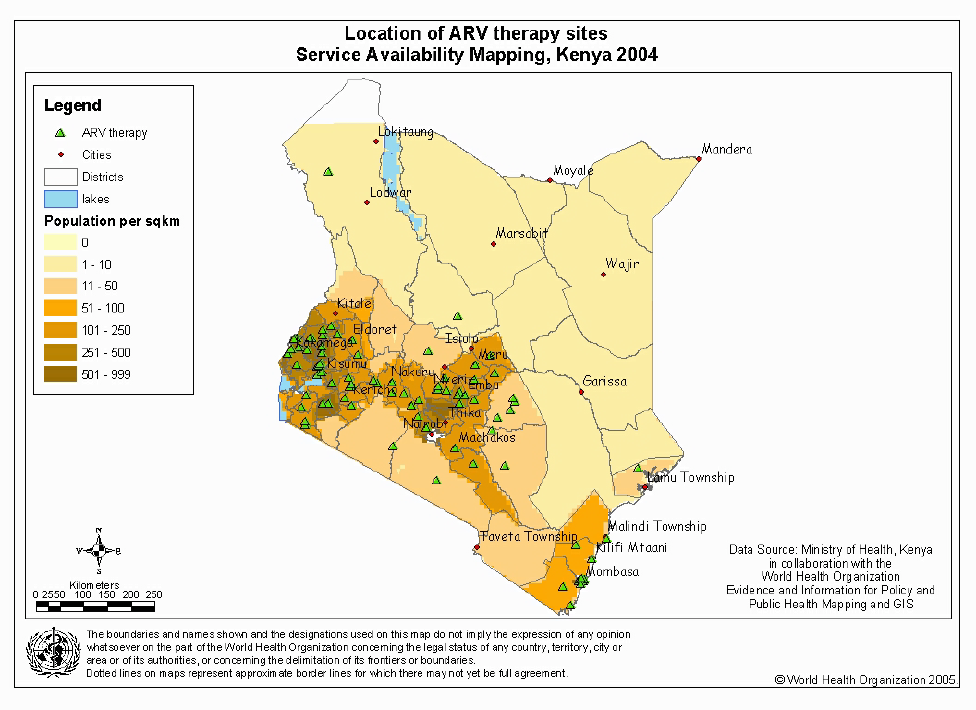 Location of ARV therapy sites
Service Availability Mapping, Kenya 2004
Legend
ARV therapy
Cities
Districts
lakes
Population per sqkm
0
1 - 10
11 - 50
51 - 100
101 - 250
251 - 500
501 - 999
Lokitaung
Mandera
Moyale
Lodwar
Marsabit
Wajir
Kitale
Eldoret
Kakamega
Isiolo
Meru
Kisumu
Nakuru
Nyeri
Embu
Kericho
Garissa
Thika
Nairobi
Machakos
Lamu Township
Malindi Township
Taveta Township
Kilifi Mtaani
Mombasa
N
W
E
S
Kilometers
0 2550 100 150 200 250
Data Source: Ministry of Health, Kenya
in collaboration with the
World Health Organization
Evidence and Information for Policy and
Public Health Mapping and GIS
The boundaries and names shown and the designations used on this map do not imply the expression of any opinion
whatsoever on the part of the World Health Organization concerning the legal status of any country, territory, city or
area or of its authorities, or concerning the delimitation of its frontiers or boundaries.
Dotted lines on maps represent approximate border lines for which there may not yet be full agreement.
© World Health Organization 2005.